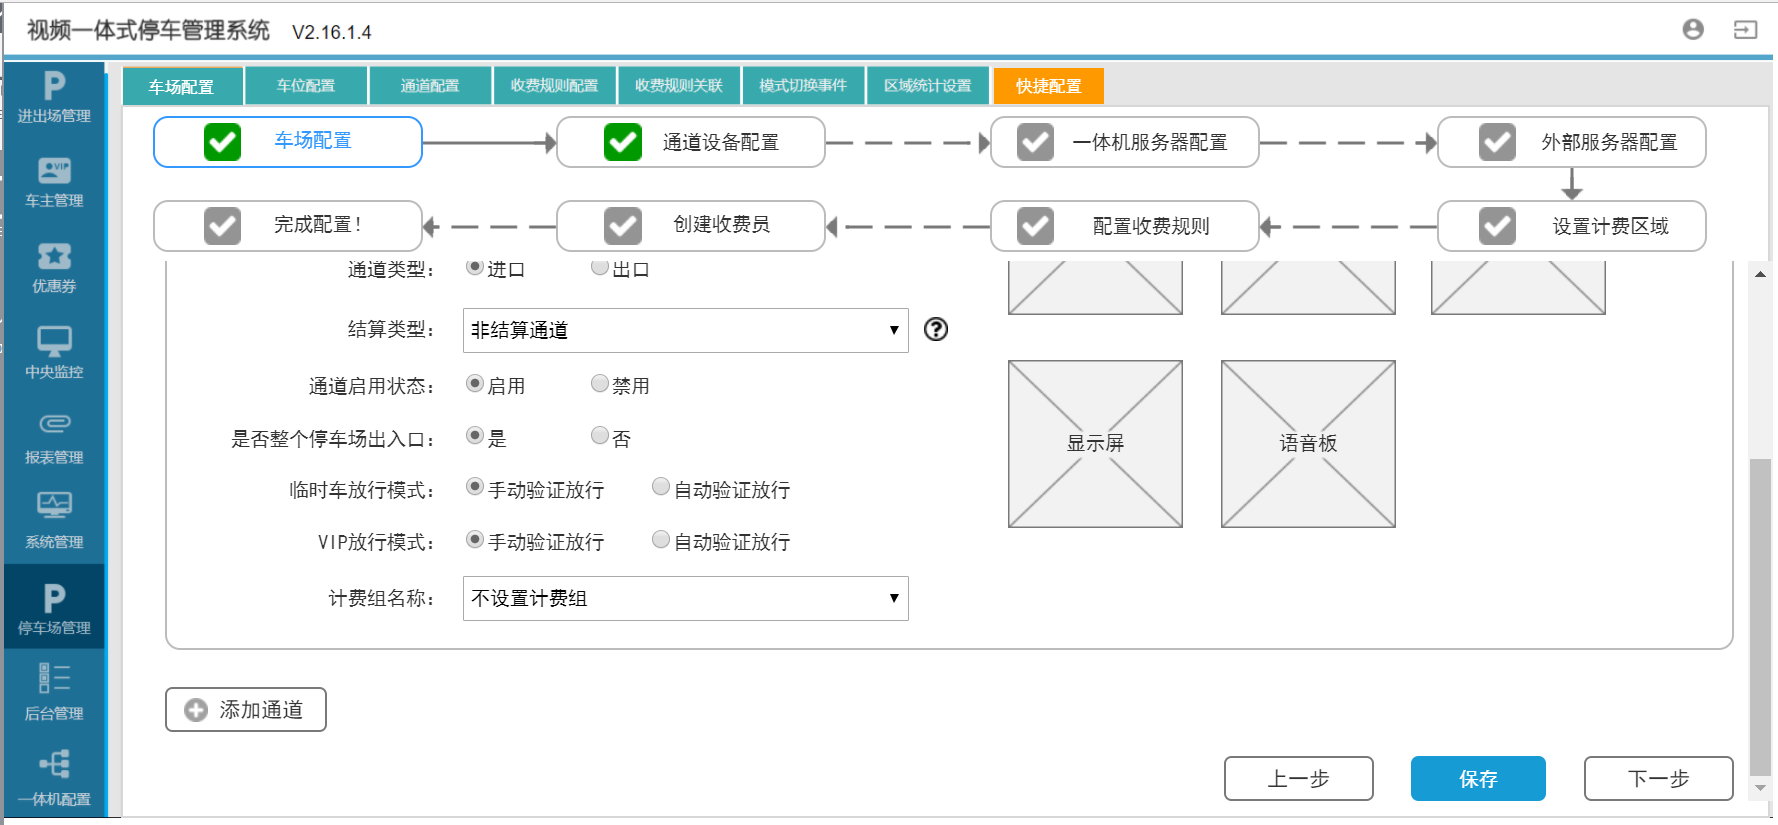 视频一体式停车管理系统 V2.16.1.4
进出场管理
车主管理
优惠券
中央监控
报表管理
系统管理
停车场管理
后台管理
一体机配置
车场配置 车位配置 通道配置 收费规则配置 收费规则关联 模式切换事件 区域统计设置 快捷配置
车场配置 通道设备配置 一体机服务器配置 外部服务器配置
完成配置！ 创建收费员 配置收费规则 设置计费区域
通道类型： 进口 出口
结算类型： 非结算通道
通道启用状态： 启用 禁用
是否整个停车场出入口： 是 否
临时车放行模式： 手动验证放行 自动验证放行
VIP放行模式： 手动验证放行 自动验证放行
计费组名称： 不设置计费组
显示屏 语音板
添加通道
上一步 保存 下一步